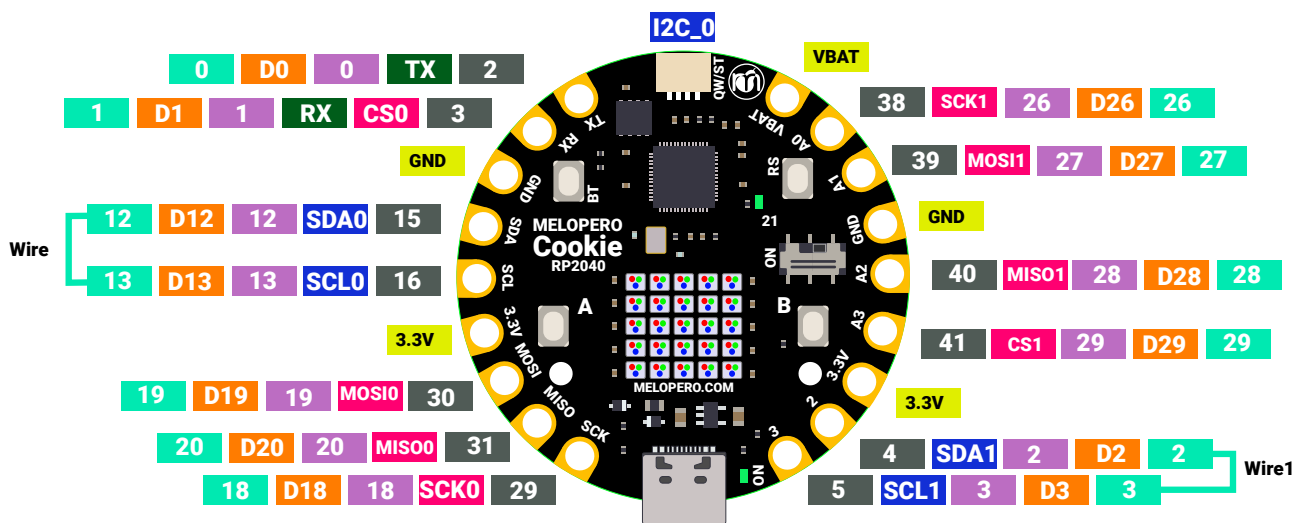 I2C_0
0 D0 0 TX 2
1 D1 1 RX CS0 3
GND
Wire
12 D12 12 SDA0 15
13 D13 13 SCL0 16
3.3V
19 D19 19 MOSI0 30
20 D20 20 MISO0 31
18 D18 18 SCK0 29
QW/ST
TX
RX
GND
SDA
SCL
3.3V
MOSI
MISO
SCK
BT
RS
21
ON
MELOPERO
Cookie
RP2040
A
B
MELOPERO.COM
ON
VBAT
A0
A1
GND
A2
A3
3.3V
2
3
VBAT
38 SCK1 26 D26 26
39 MOSI1 27 D27 27
GND
40 MISO1 28 D28 28
41 CS1 29 D29 29
3.3V
4 SDA1 2 D2 2
5 SCL1 3 D3 3
Wire1